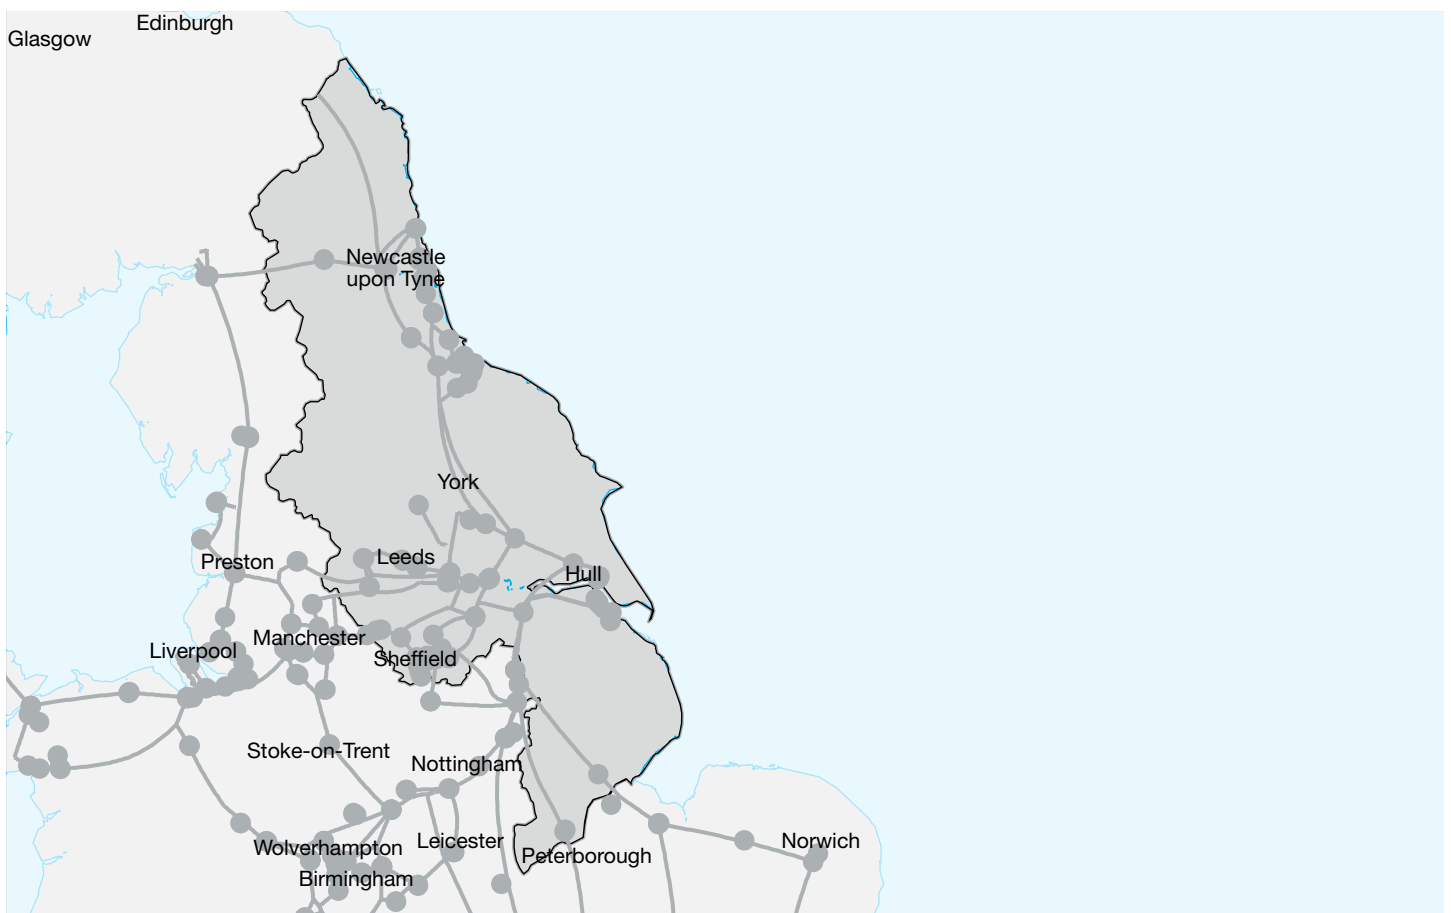 Edinburgh
Glasgow
Newcastle
upon Tyne
York
Leeds
Preston
Hull
Manchester
Liverpool
Sheffield
Stoke-on-Trent
Nottingham
Leicester
Norwich
Wolverhampton
Peterborough
Birmingham